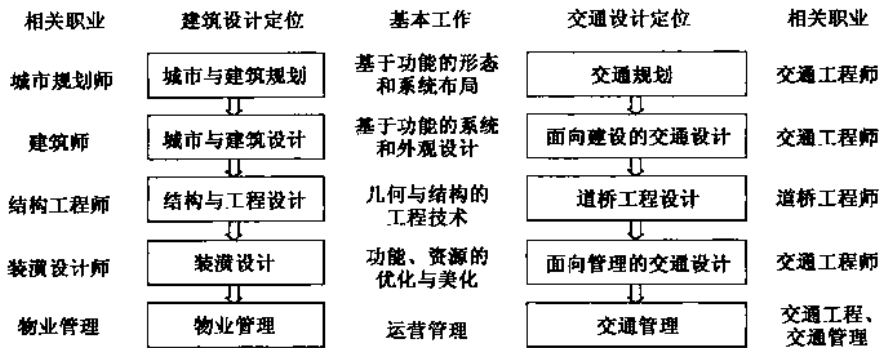 相关职业 建筑设计定位 基本工作 交通设计定位 相关职业
城市规划师 城市与建筑规划 基于功能的形态 交通规划 交通工程师
和系统布局
建筑师 城市与建筑设计 基于功能的系统 面向建设的交通设计 交通工程师
和外观设计
结构工程师 结构与工程设计 几何与结构的 道桥工程设计 道桥工程师
工程技术
装潢设计师 装潢设计 功能、资源的 面向管理的交通设计 交通工程师
优化与美化
物业管理 物业管理 运营管理 交通管理 交通工程、
交通管理